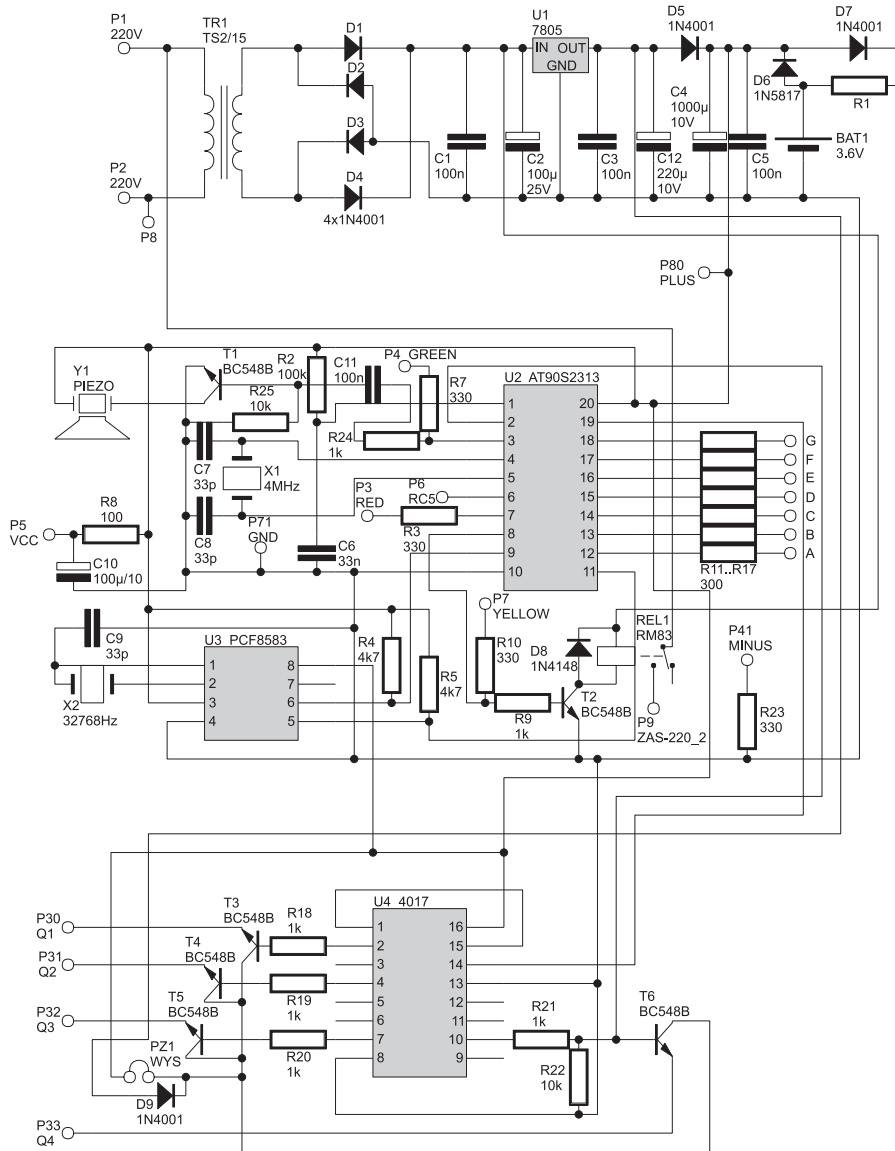 P1
220V
TR1
TS2/15
D1
D2
D3
D4
4x1N4001
U1
7805
IN OUT
GND
D5
1N4001
D7
1N4001
D6
1N5817
R1
C4
1000µ
10V
BAT1
3.6V
C1
100n
C2
100µ
25V
C3
100n
C12
220µ
10V
C5
100n
P2
220V
P8
P80
PLUS
Y1
PIEZO
T1
BC548B
R2
100k
C11
100n
P4 GREEN
R7
330
U2 AT90S2313
R25
10k
R24
1k
C7
33p
X1
4MHz
P3
RED
P6
RC5
R3
330
C8
33p
P71
GND
C6
33n
1 20
2 19
3 18
4 17
5 16
6 15
7 14
8 13
9 12
10 11
G
F
E
D
C
B
A
R11..R17
300
P5
VCC
R8
100
C10
100µ/10
C9
33p
X2
32768Hz
U3 PCF8583
1 8
2 7
3 6
4 5
R4
4k7
R5
4k7
P7
YELLOW
R10
330
D8
1N4148
REL1
RM83
P41
MINUS
R9
1k
T2
BC548B
P9
ZAS-220_2
R23
330
P30
Q1
P31
Q2
P32
Q3
P33
Q4
T3
BC548B
T4
BC548B
T5
BC548B
PZ1
WYS
D9
1N4001
R18
1k
R19
1k
R20
1k
U4 4017
1 16
2 15
3 14
4 13
5 12
6 11
7 10
8 9
R21
1k
R22
10k
T6
BC548B